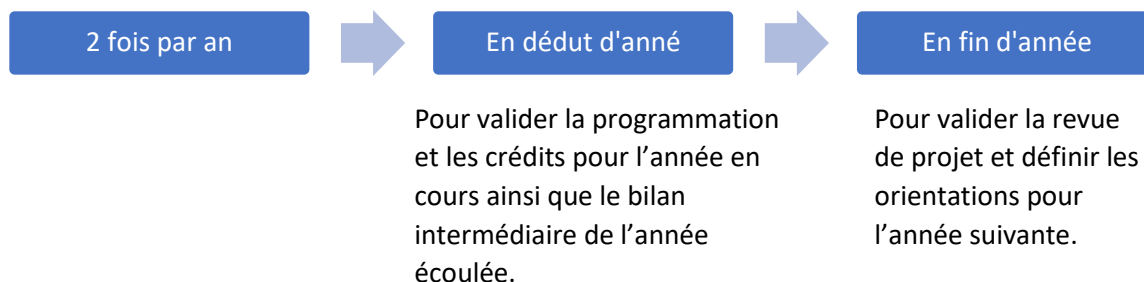 2 fois par an
En dédut d'anné
En fin d'année
Pour valider la programmation
et les crédits pour l’année en
cours ainsi que le bilan
intermédiaire de l’année
écoulée.
Pour valider la revue
de projet et définir les
orientations pour
l’année suivante.